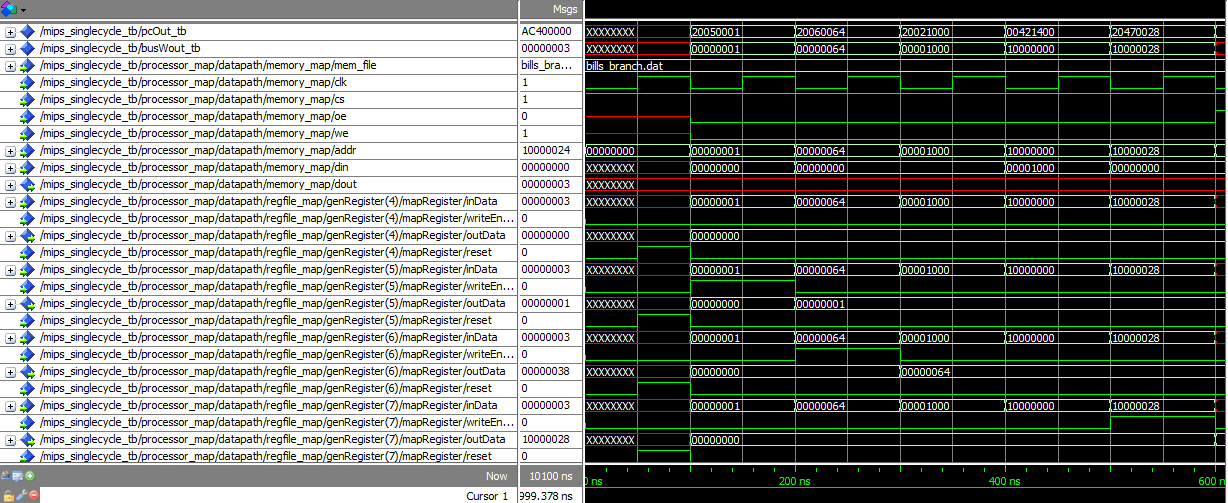 Msgs
/mips_singlecycle_tb/pcOut_tb AC400000 XXXXXXXX 20050001 20060064 20021000 00421400 20470028
/mips_singlecycle_tb/busWout_tb 00000003 XXXXXXXX 00000001 00000064 00001000 10000000 10000028
/mips_singlecycle_tb/processor_map/datapath/memory_map/mem_file bills_bra... bills_branch.dat
/mips_singlecycle_tb/processor_map/datapath/memory_map/clk 1
/mips_singlecycle_tb/processor_map/datapath/memory_map/cs 1
/mips_singlecycle_tb/processor_map/datapath/memory_map/oe 0
/mips_singlecycle_tb/processor_map/datapath/memory_map/we 1
/mips_singlecycle_tb/processor_map/datapath/memory_map/addr 10000024 00000000 00000001 00000064 00001000 10000000 10000028
/mips_singlecycle_tb/processor_map/datapath/memory_map/din 00000000 XXXXXXXX 00000000 00000000 00001000 00000000
/mips_singlecycle_tb/processor_map/datapath/memory_map/dout 00000003 XXXXXXXX
/mips_singlecycle_tb/processor_map/datapath/regfile_map/genRegister(4)/mapRegister/inData 00000003 XXXXXXXX 00000001 00000064 00001000 10000000 10000028
/mips_singlecycle_tb/processor_map/datapath/regfile_map/genRegister(4)/mapRegister/writeEn... 0
/mips_singlecycle_tb/processor_map/datapath/regfile_map/genRegister(4)/mapRegister/outData 00000000 XXXXXXXX 00000000
/mips_singlecycle_tb/processor_map/datapath/regfile_map/genRegister(4)/mapRegister/reset 0
/mips_singlecycle_tb/processor_map/datapath/regfile_map/genRegister(5)/mapRegister/inData 00000003 XXXXXXXX 00000001 00000064 00001000 10000000 10000028
/mips_singlecycle_tb/processor_map/datapath/regfile_map/genRegister(5)/mapRegister/writeEn... 0
/mips_singlecycle_tb/processor_map/datapath/regfile_map/genRegister(5)/mapRegister/outData 00000001 XXXXXXXX 00000000 00000001
/mips_singlecycle_tb/processor_map/datapath/regfile_map/genRegister(5)/mapRegister/reset 0
/mips_singlecycle_tb/processor_map/datapath/regfile_map/genRegister(6)/mapRegister/inData 00000003 XXXXXXXX 00000001 00000064 00001000 10000000 10000028
/mips_singlecycle_tb/processor_map/datapath/regfile_map/genRegister(6)/mapRegister/writeEn... 0
/mips_singlecycle_tb/processor_map/datapath/regfile_map/genRegister(6)/mapRegister/outData 00000038 XXXXXXXX 00000000 00000064
/mips_singlecycle_tb/processor_map/datapath/regfile_map/genRegister(6)/mapRegister/reset 0
/mips_singlecycle_tb/processor_map/datapath/regfile_map/genRegister(7)/mapRegister/inData 00000003 XXXXXXXX 00000001 00000064 00001000 10000000 10000028
/mips_singlecycle_tb/processor_map/datapath/regfile_map/genRegister(7)/mapRegister/writeEn... 0
/mips_singlecycle_tb/processor_map/datapath/regfile_map/genRegister(7)/mapRegister/outData 10000028 XXXXXXXX 00000000
/mips_singlecycle_tb/processor_map/datapath/regfile_map/genRegister(7)/mapRegister/reset 0
Now 10100 ns 0 ns 200 ns 400 ns 600 n
Cursor 1 999.378 ns